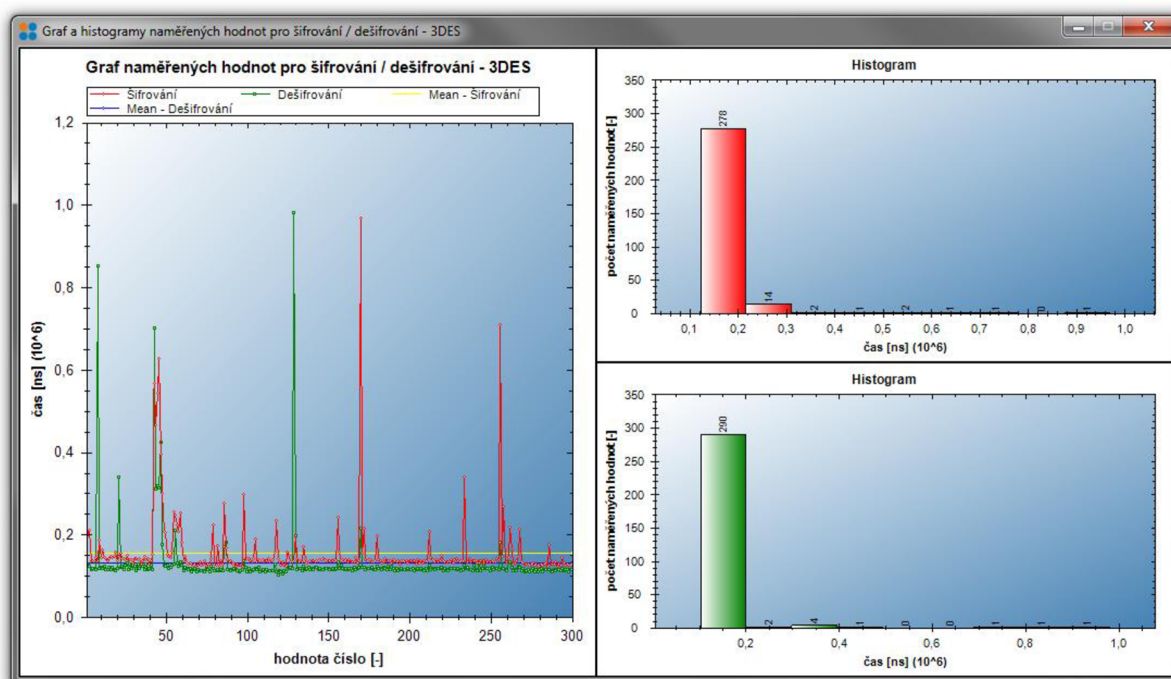 Graf a histogramy naměřených hodnot pro šifrování / dešifrování - 3DES
Graf naměřených hodnot pro šifrování / dešifrování - 3DES
Šifrování Dešifrování Mean - Šifrování
Mean - Dešifrování
čas [ns] (10^6)
1,2
1,0
0,8
0,6
0,4
0,2
0,0
50 100 150 200 250 300
hodnota číslo [-]
Histogram
počet naměřených hodnot [-]
350
300
250
200
150
100
50
0
278 14 2 1 2 1 1 0 1
0,1 0,2 0,3 0,4 0,5 0,6 0,7 0,8 0,9 1,0
čas [ns] (10^6)
Histogram
počet naměřených hodnot [-]
350
300
250
200
150
100
50
0
290 2 4 1 0 0 1 1 1
0,2 0,4 0,6 0,8 1,0
čas [ns] (10^6)